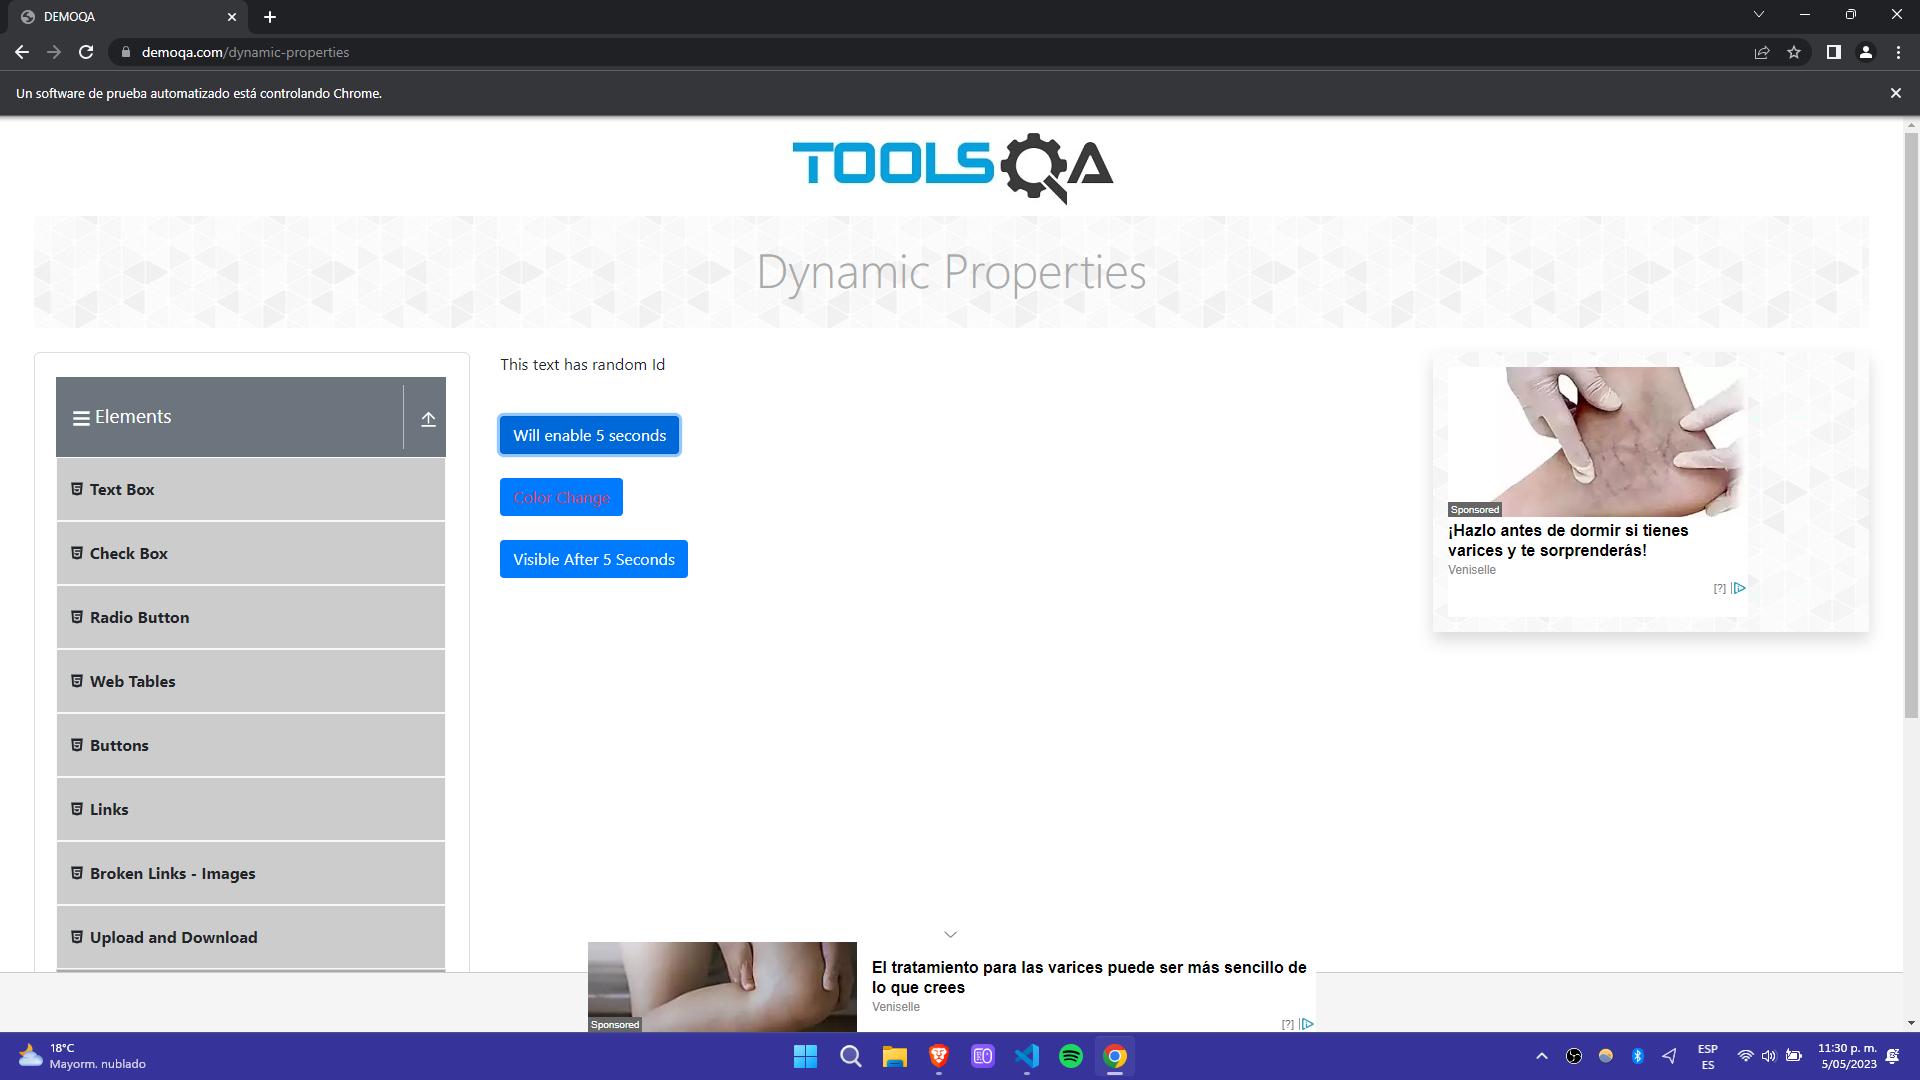 DEMOQA
demoqa.com/dynamic-properties
Un software de prueba automatizado está controlando Chrome.
TOOLSQA
Dynamic Properties
Elements
Text Box
Check Box
Radio Button
Web Tables
Buttons
Links
Broken Links - Images
Upload and Download
This text has random Id
Will enable 5 seconds
Color Change
Visible After 5 Seconds
Sponsored
¡Hazlo antes de dormir si tienes
varices y te sorprenderás!
Veniselle
[?]
El tratamiento para las varices puede ser más sencillo de
lo que crees
Veniselle
Sponsored
[?]
18°C
Mayorm. nublado
ESP
ES
11:30 p. m.
5/05/2023